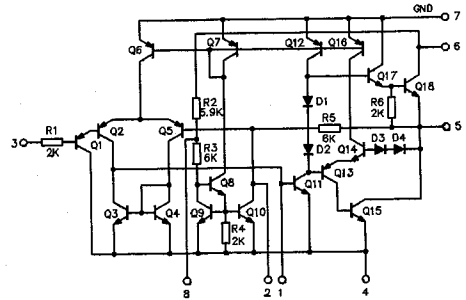 GND 7
Q6 Q7 Q12 Q16
6
Q17 Q18
R2
5.9K
D1
R6
2K
R1
2K
3
Q1 Q2 Q5
R5
6K
5
R3
6K
D2
Q14
D3 D4
Q8
Q11 Q13
Q3 Q4 Q9 Q10
R4
2K
Q15
8 2 1 4